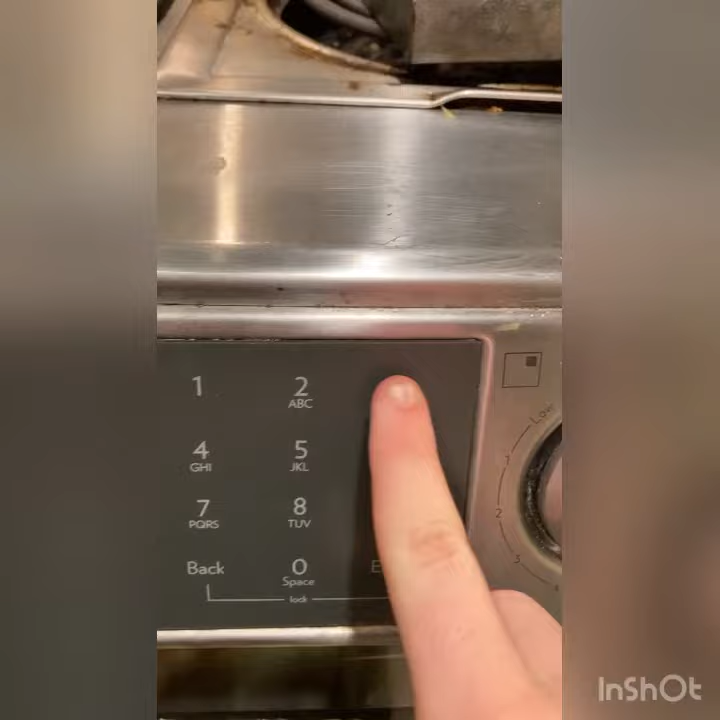 1
2
ABC
4
GHI
5
JKL
7
PQRS
8
TUV
Back
0
Space
E
lock
Low
2
3
InShOt